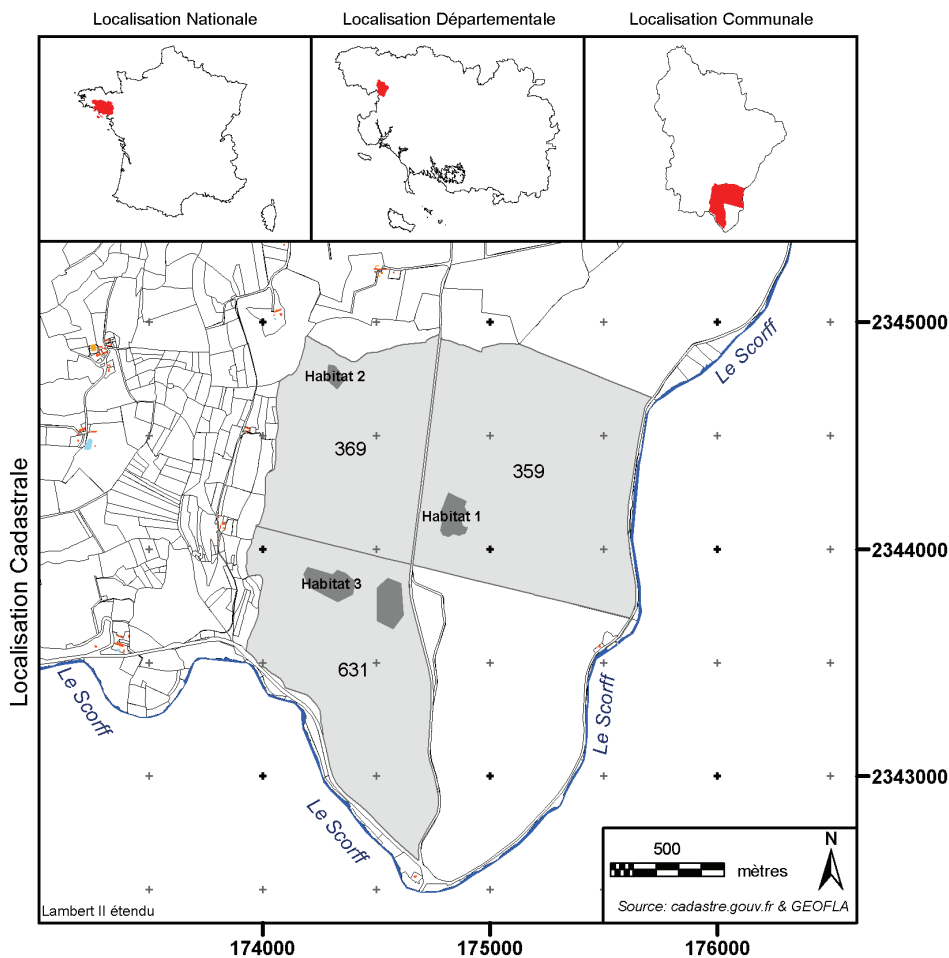 Localisation Nationale
Localisation Départementale
Localisation Communale
Localisation Cadastrale
2345000
Le Scorff
Habitat 2
369
359
Habitat 1
2344000
Habitat 3
631
Le Scorff
Le Scorff
2343000
Le Scorff
500
mètres
N
Source: cadastre.gouv.fr & GEOFLA
Lambert II étendu
174000
175000
176000